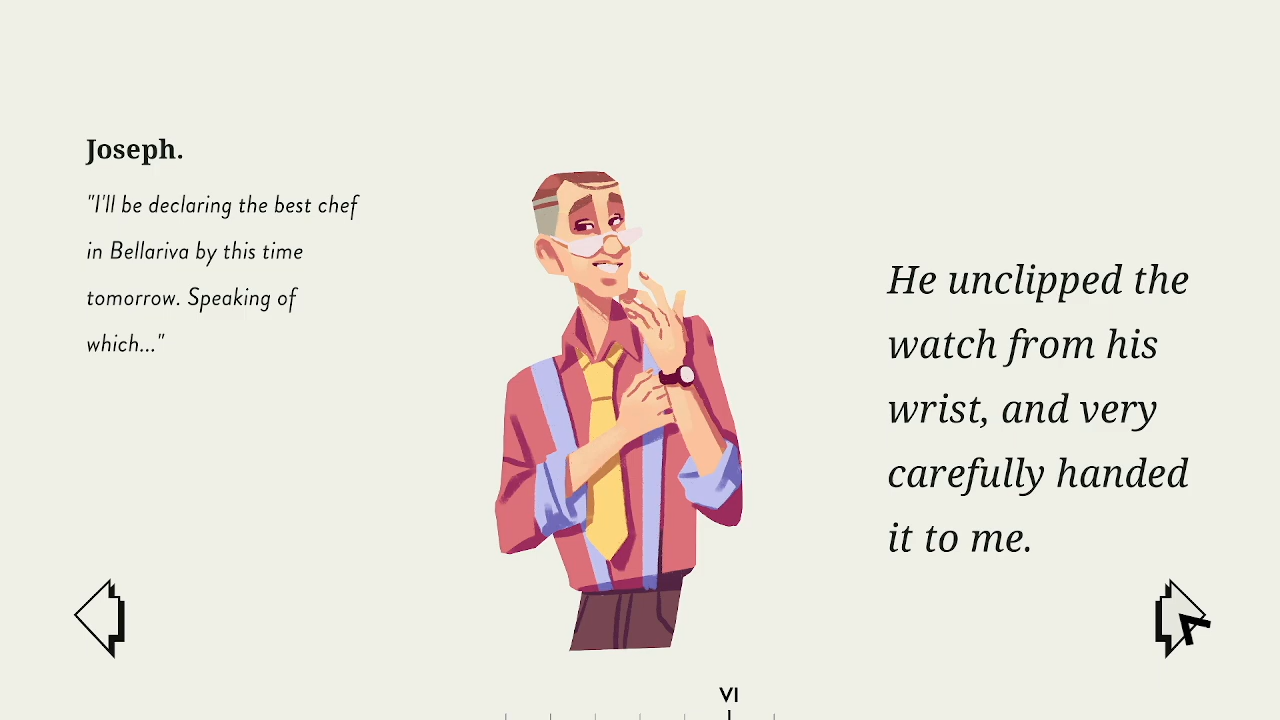 Joseph.
"I'll be declaring the best chef
in Bellariva by this time
tomorrow. Speaking of
which..."
He unclipped the
watch from his
wrist, and very
carefully handed
it to me.
VI